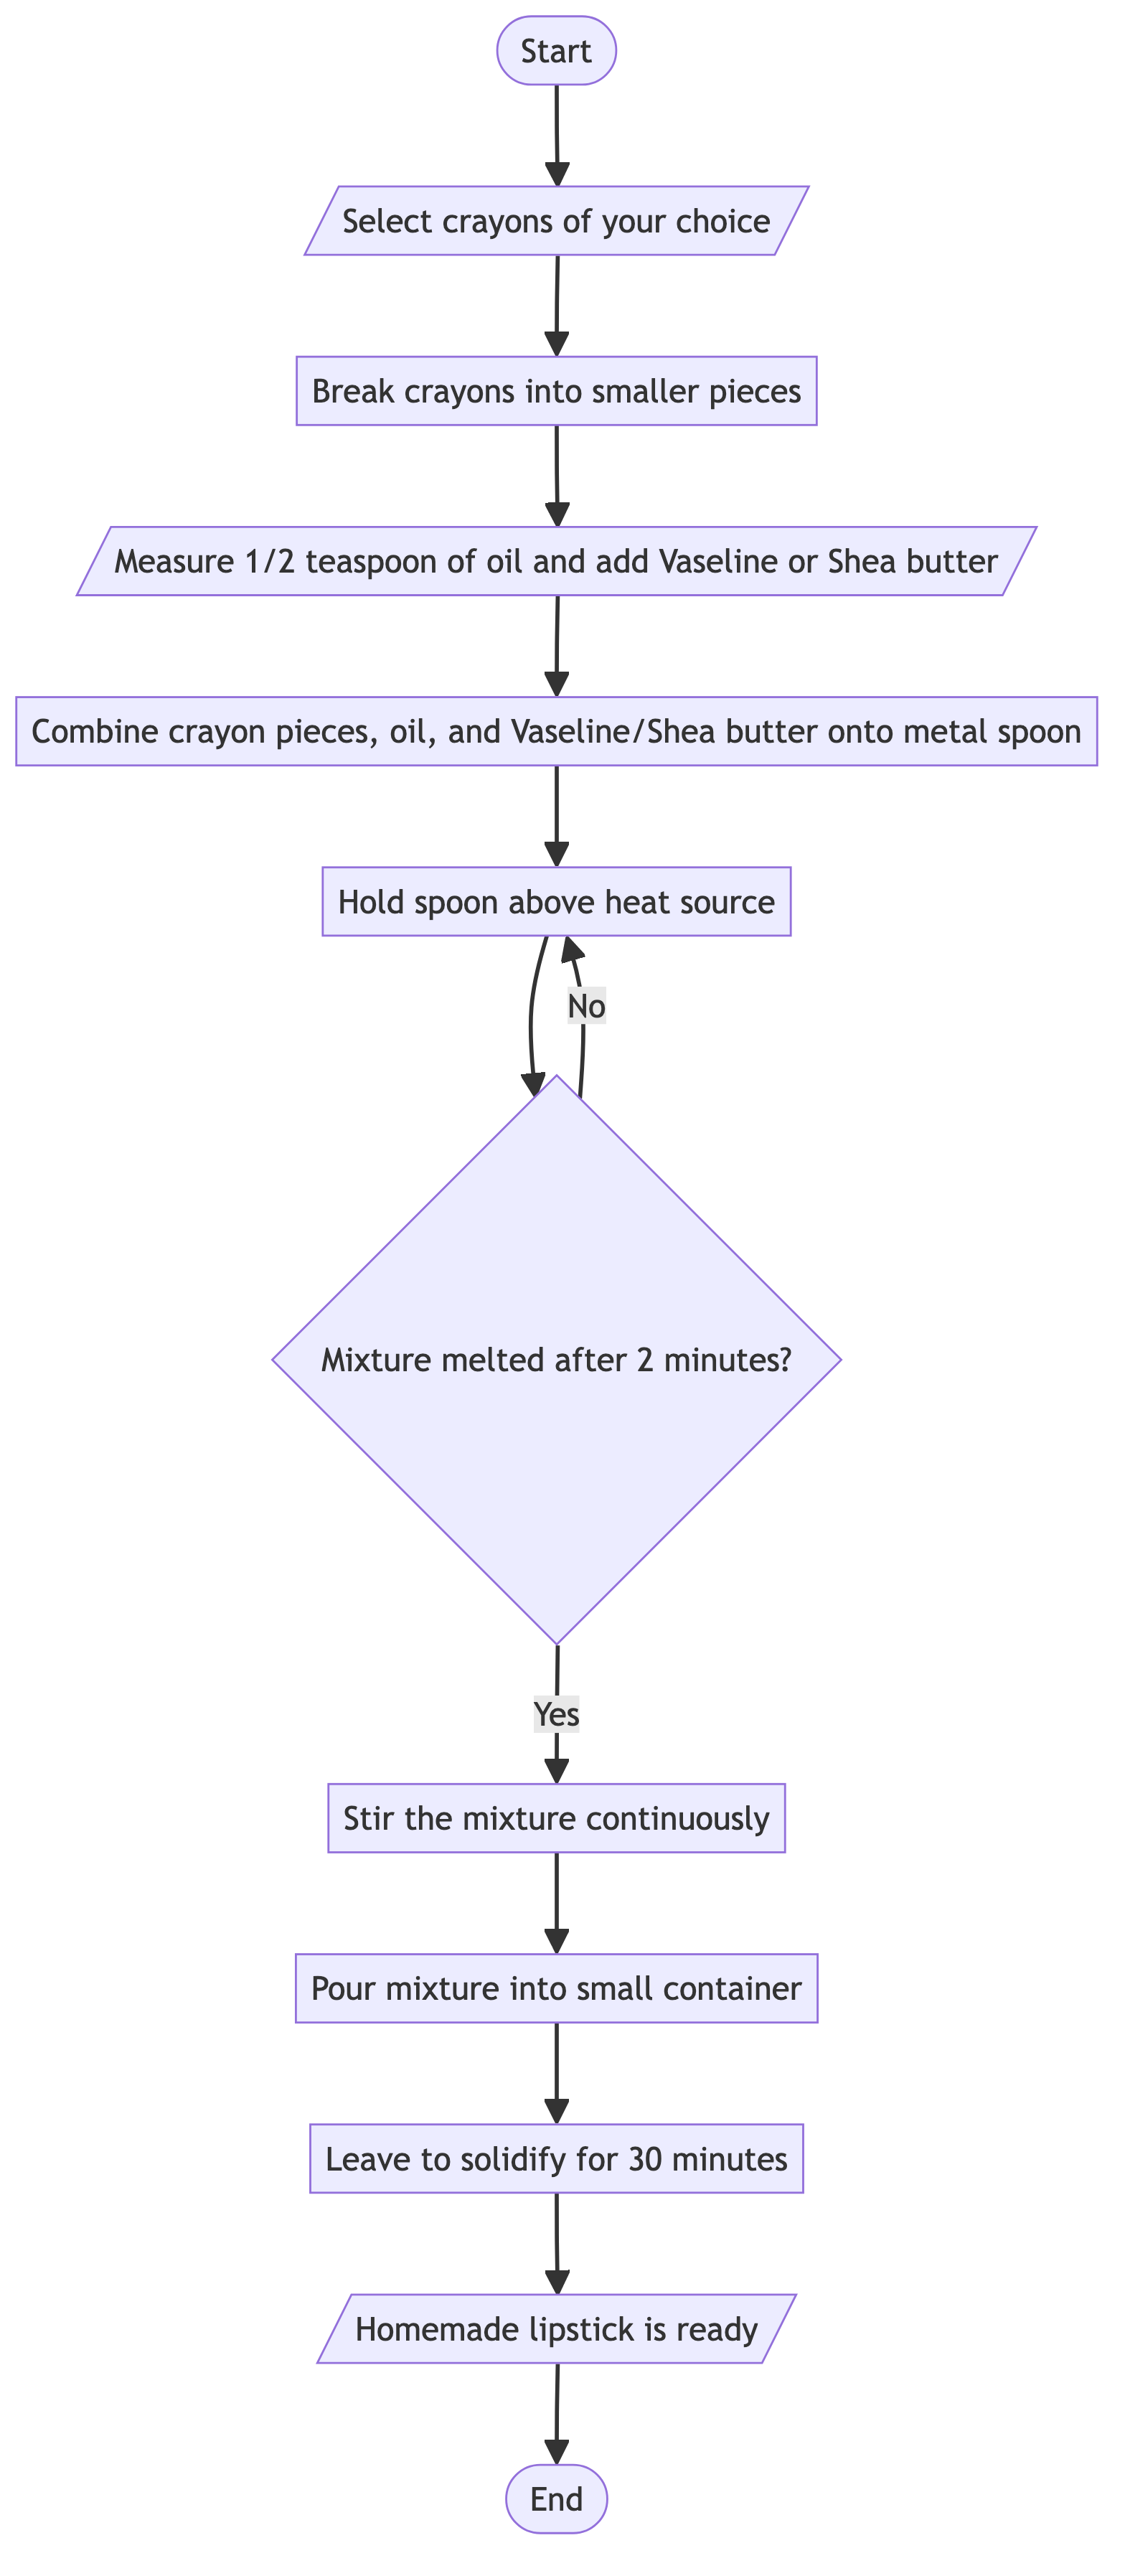 Start
Select crayons of your choice
Break crayons into smaller pieces
Measure 1/2 teaspoon of oil and add Vaseline or Shea butter
Combine crayon pieces, oil, and Vaseline/Shea butter onto metal spoon
Hold spoon above heat source
No
Mixture melted after 2 minutes?
Yes
Stir the mixture continuously
Pour mixture into small container
Leave to solidify for 30 minutes
Homemade lipstick is ready
End